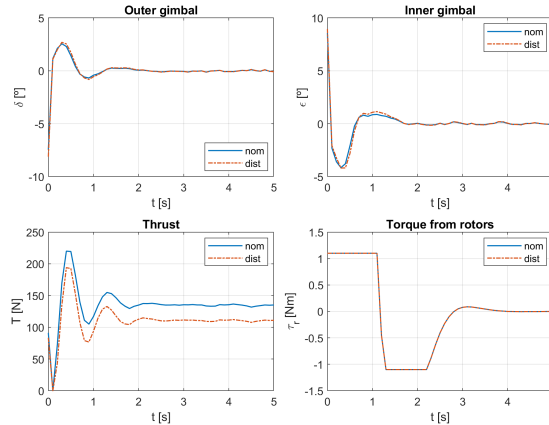 Outer gimbal
5
0
-5
-10
δ [º]
nom
dist
0 1 2 3 4 5
t [s]
Inner gimbal
10
5
0
-5
ϵ [º]
nom
dist
0 1 2 3 4
t [s]
Thrust
250
200
150
100
50
0
T [N]
nom
dist
0 1 2 3 4 5
t [s]
Torque from rotors
1.5
1
0.5
0
-0.5
-1
-1.5
τr [Nm]
nom
dist
0 1 2 3 4
t [s]